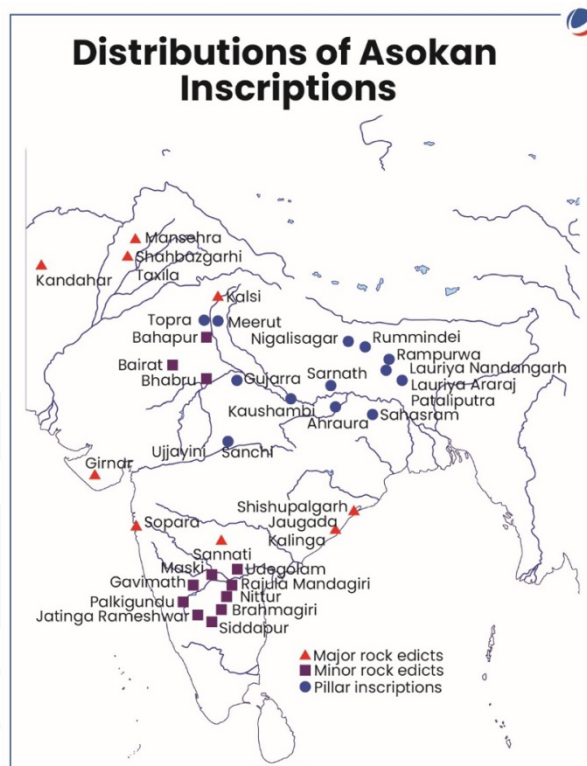 Distributions of Asokan
Inscriptions
Mansehra
Shahbazgarhi
Taxila
Kandahar
Kalsi
Topra
Meerut
Bahapur
Nigalisagar
Rummindei
Rampurwa
Bairat
Lauriya Nandangarh
Bhabru
Gujarra
Sarnath
Lauriya Araraj
Pataliputra
Kaushambi
Ahraura
Sahasram
Ujjayini
Sanchi
Girnar
Shishupalgarh
Sopara
Jaugada
Kalinga
Sannati
Maski
Udegolam
Gavimath
Rajula Mandagiri
Nittur
Palkigundu
Brahmagiri
Jatinga Rameshwar
Siddapur
Major rock edicts
Minor rock edicts
Pillar inscriptions